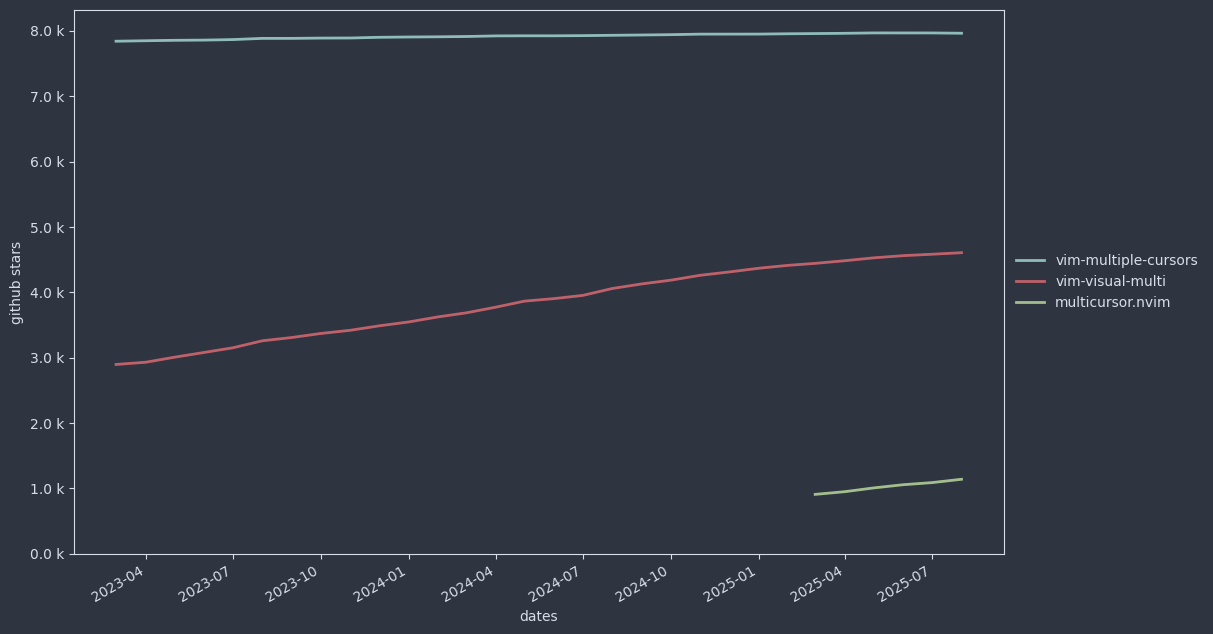 8.0 k
7.0 k
6.0 k
5.0 k
4.0 k
3.0 k
2.0 k
1.0 k
0.0 k
github stars
2023-04
2023-07
2023-10
2024-01
2024-04
2024-07
2024-10
2025-01
2025-04
2025-07
dates
vim-multiple-cursors
vim-visual-multi
multicursor.nvim